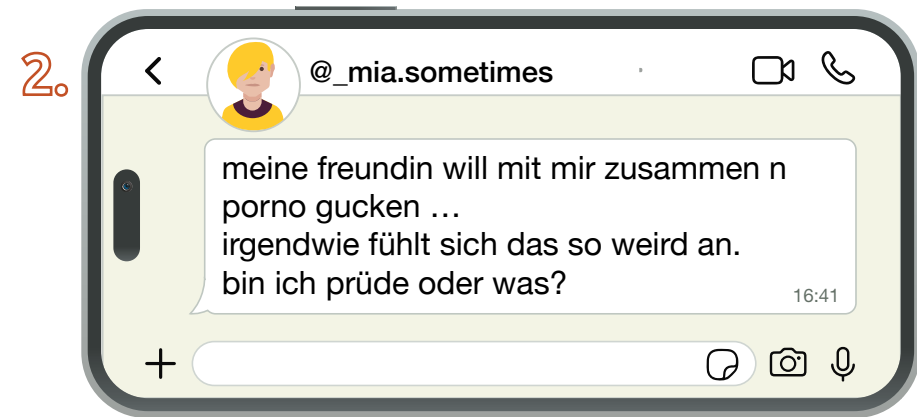 2.
@_mia.sometimes
meine freundin will mit mir zusammen n
porno gucken …
irgendwie fühlt sich das so weird an.
bin ich prüde oder was?
16:41